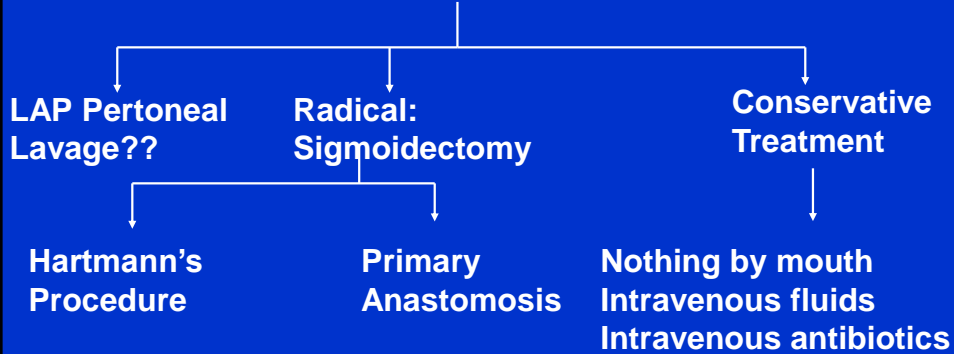 LAP Pertoneal
Lavage??
Radical:
Sigmoidectomy
Conservative
Treatment
Hartmann’s
Procedure
Primary
Anastomosis
Nothing by mouth
Intravenous fluids
Intravenous antibiotics